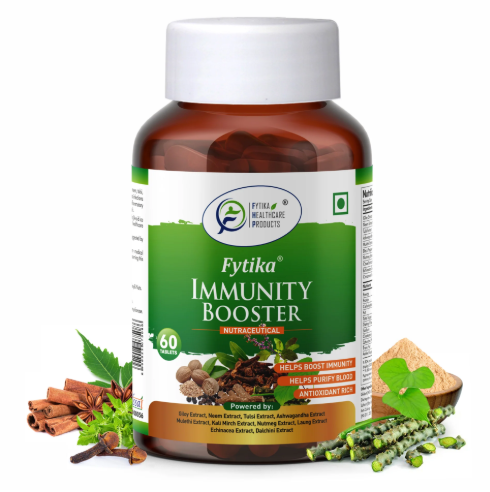 FYTIKA
HEALTHCARE
PRODUCTS
®
Fytika®
IMMUNITY
BOOSTER
NUTRACEUTICAL
60
TABLETS
HELPS BOOST IMMUNITY
HELPS PURIFY BLOOD
ANTIOXIDANT RICH
Powered by:
Giloy Extract, Neem Extract, Tulsi Extract, Ashwagandha Extract
Mulethi Extract, Kali Mirch Extract, Nutmeg Extract, Laung Extract
Echinacea Extract, Dalchini Extract